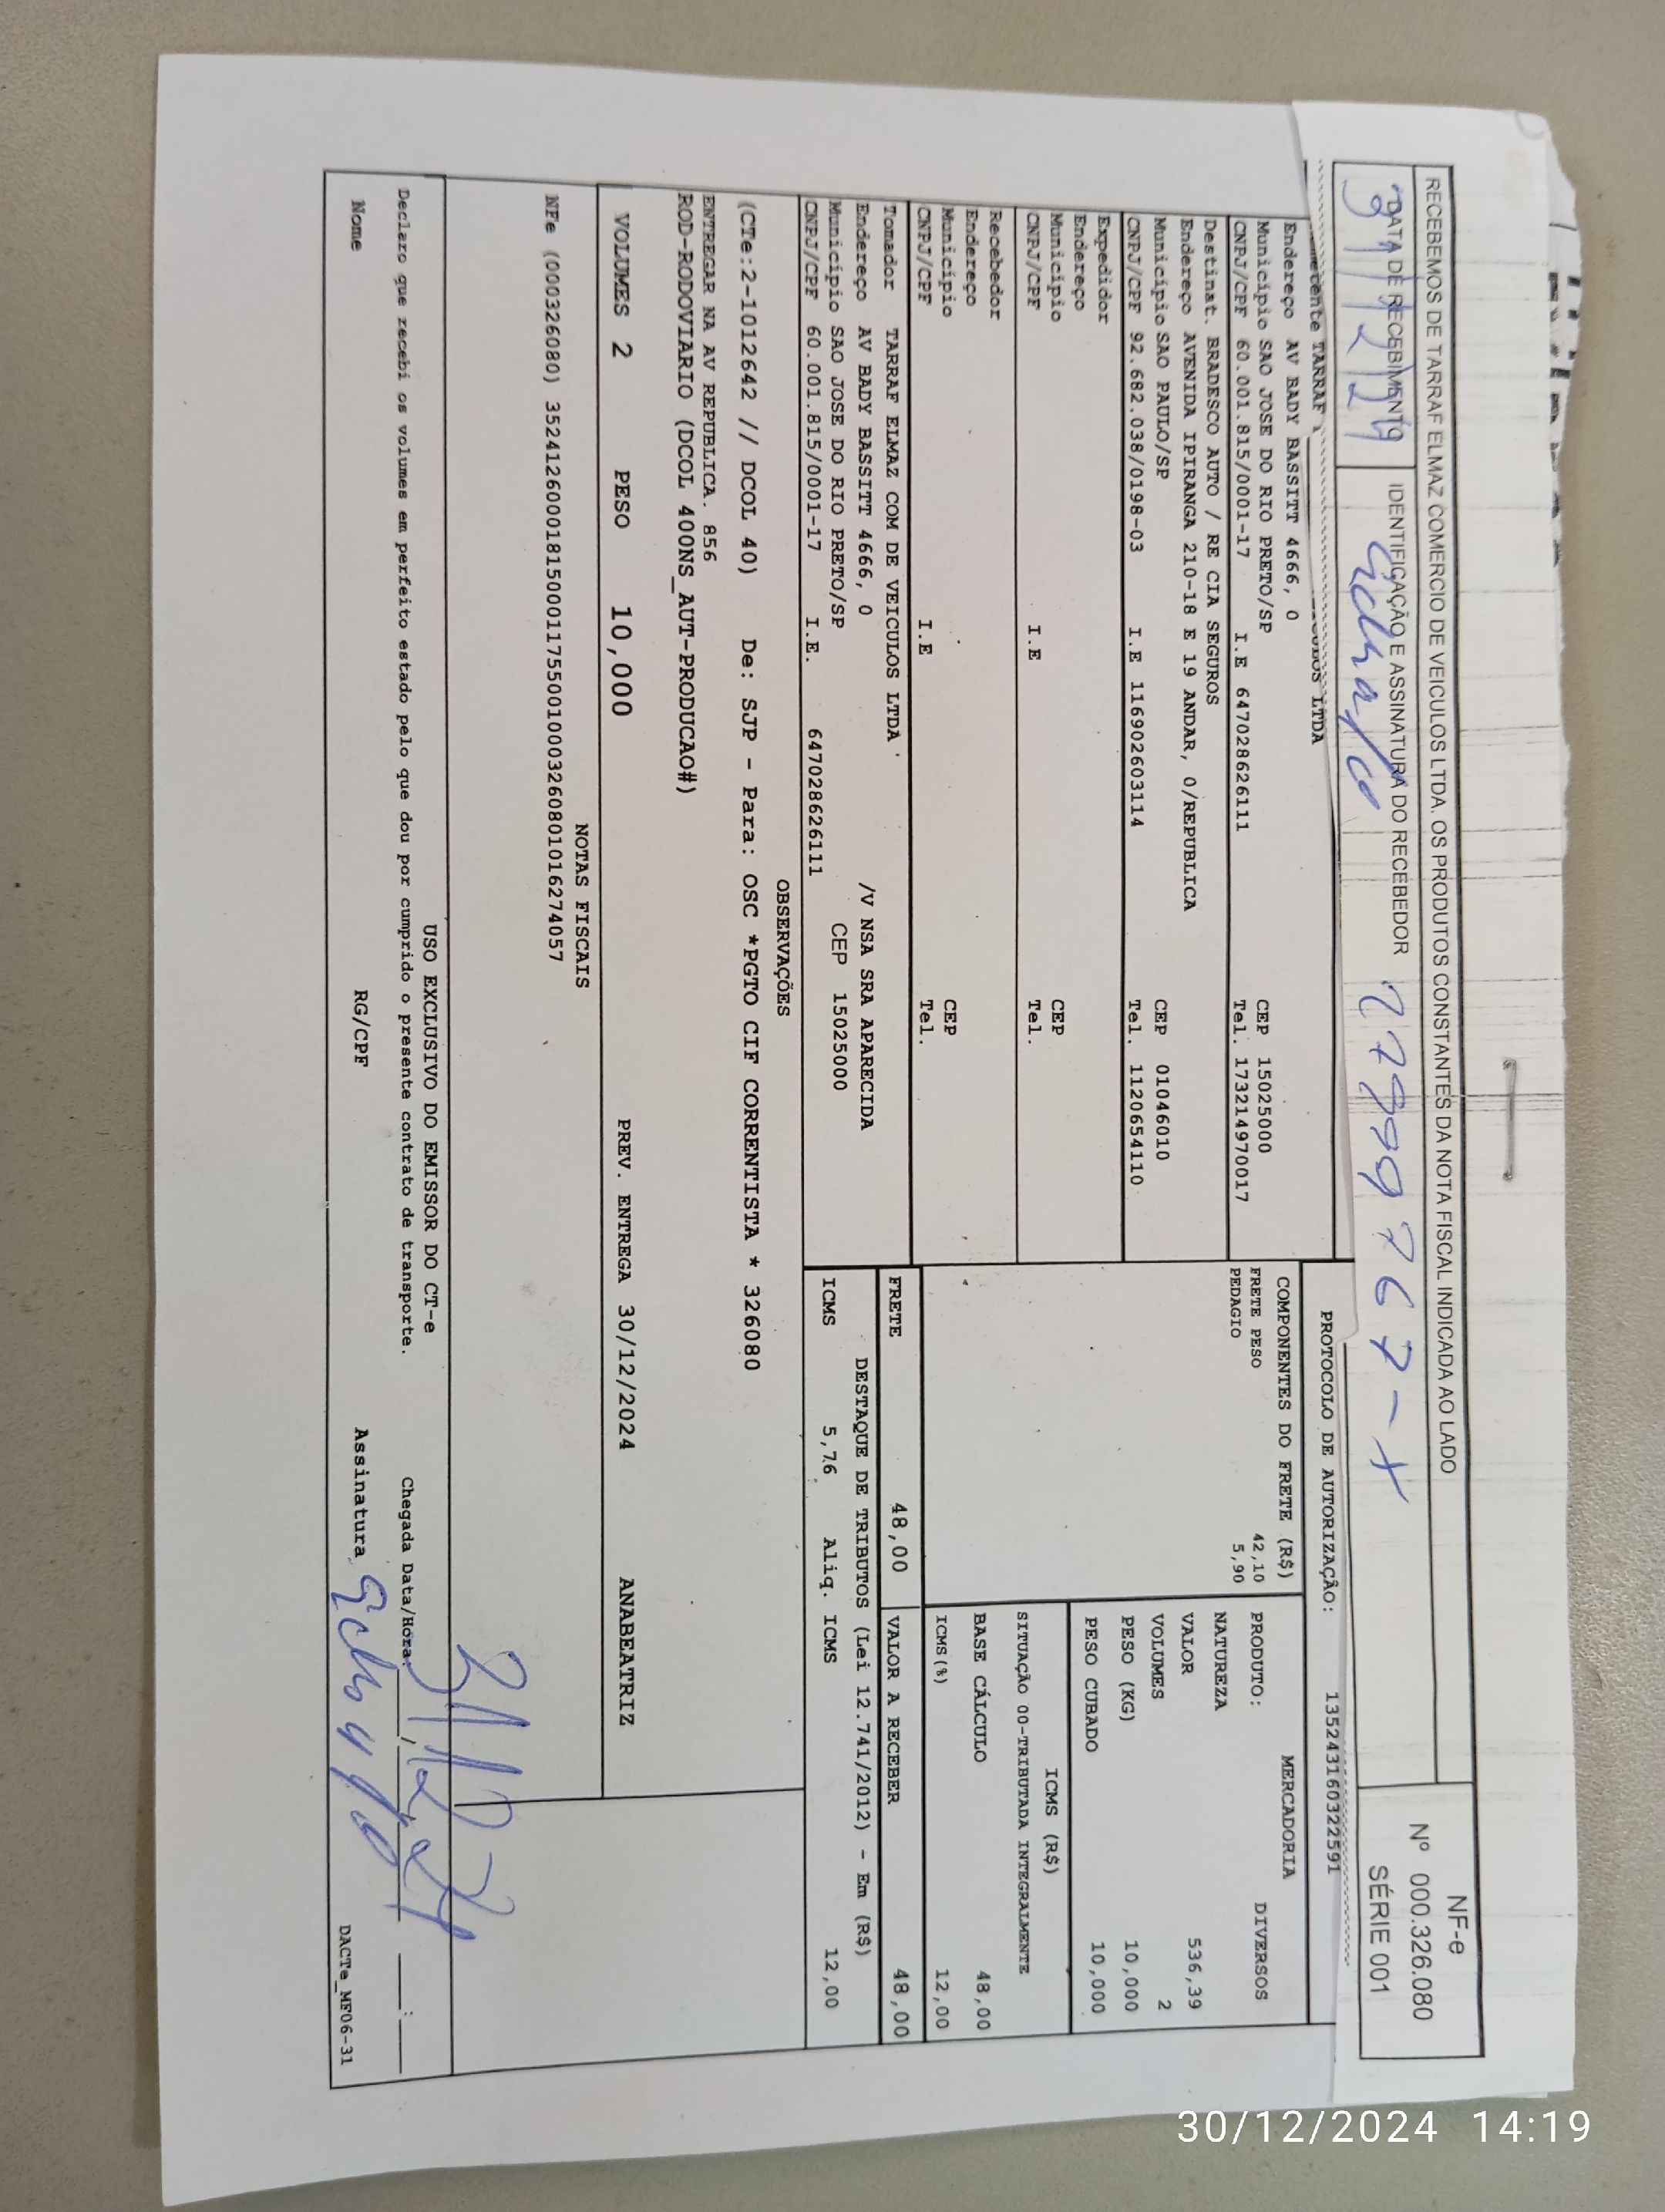 RECEBEMOS DE TARRAF ELMAZ COMERCIO DE VEICULOS LTDA. OS PRODUTOS CONSTANTES DA NOTA FISCAL INDICADA AO LADO
NF-e
Nº 000.326.080
SÉRIE 001
DATA DE RECEBIMENTO
IDENTIFICAÇÃO E ASSINATURA DO RECEBEDOR
PROTOCOLO DE AUTORIZAÇÃO: 135243160322591
TARRAF LTDA
Endereço AV BADY BASSITT 4666, 0
Município SAO JOSE DO RIO PRETO/SP CEP 15025000
CNPJ/CPF 60.001.815/0001-17 I.E 647028626111 Tel. 173214970017
Destinat. BRADESCO AUTO / RE CIA SEGUROS
Endereço AVENIDA IPIRANGA 210-18 E 19 ANDAR, 0/REPUBLICA
Município SAO PAULO/SP CEP 01046010
CNPJ/CPF 92.682.038/0198-03 I.E 116902603114 Tel. 1120654110
Expedidor
Endereço
Município CEP
CNPJ/CPF I.E Tel.
Recebedor
Endereço
Município CEP
CNPJ/CPF I.E Tel.
Tomador TARRAF ELMAZ COM DE VEICULOS LTDA
Endereço AV BADY BASSITT 4666, 0 /V NSA SRA APARECIDA
Município SAO JOSE DO RIO PRETO/SP CEP 15025000
CNPJ/CPF 60.001.815/0001-17 I.E. 647028626111
COMPONENTES DO FRETE (R$)
FRETE PESO 42,10
PEDAGIO 5,90
MERCADORIA
PRODUTO: DIVERSOS
NATUREZA
VALOR 536,39
VOLUMES 2
PESO (KG) 10,000
PESO CUBADO 10,000
ICMS (R$)
SITUAÇÃO 00-TRIBUTADA INTEGRALMENTE
BASE CÁLCULO 48,00
ICMS(%) 12,00
FRETE 48,00 VALOR A RECEBER 48,00
DESTAQUE DE TRIBUTOS (Lei 12.741/2012) - Em (R$)
ICMS 5,76 Aliq. ICMS 12,00
OBSERVAÇÕES
(CTe:2-1012642 // DCOL 40) De: SJP - Para: OSC *PGTO CIF CORRENTISTA * 326080
ENTREGAR NA AV REPUBLICA. 856
ROD-RODOVIARIO (DCOL 400NS_AUT-PRODUCAO#)
VOLUMES 2 PESO 10,000 PREV. ENTREGA 30/12/2024 ANABEATRIZ
NOTAS FISCAIS
NFe (000326080) 35241260001815000117550010003260801016274057
USO EXCLUSIVO DO EMISSOR DO CT-e
Declaro que recebi os volumes em perfeito estado pelo que dou por cumprido o presente contrato de transporte. Chegada Data/Hora:
Nome RG/CPF Assinatura
DACTe_MF06-31
30/12/2024 14:19